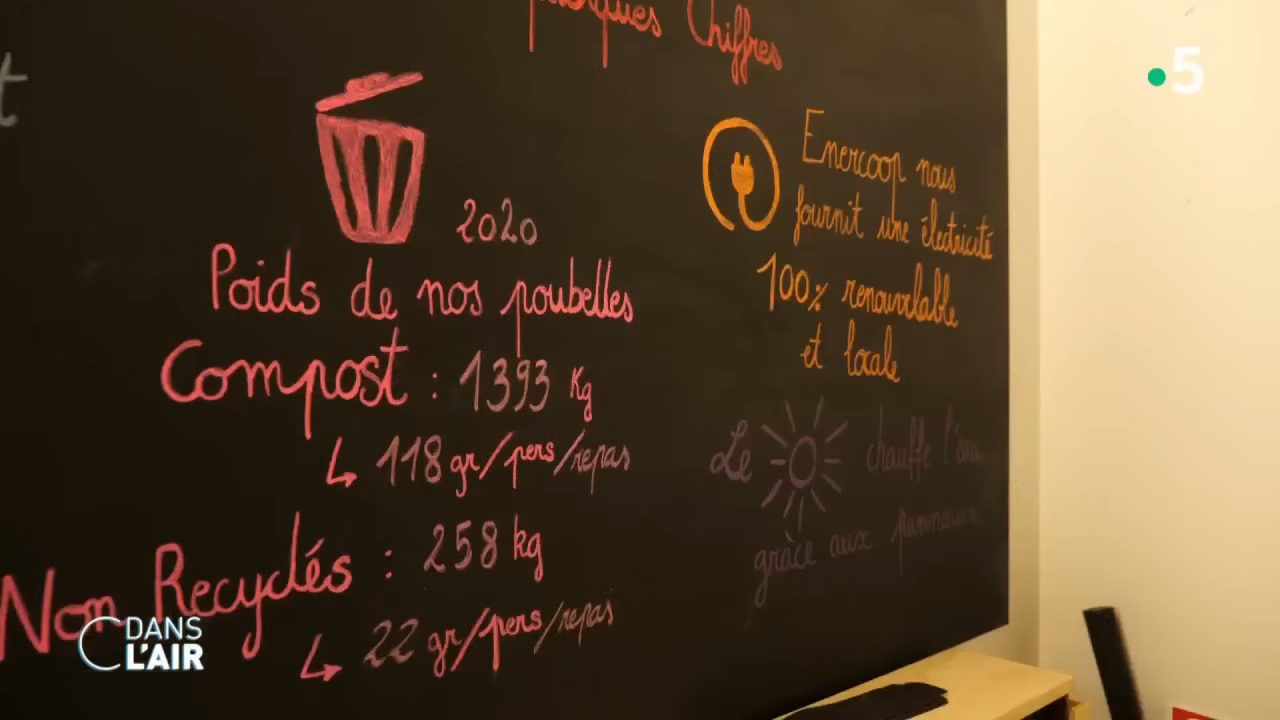 quelques Chiffres
2020
Poids de nos poubelles
Compost : 1393 Kg
↳ 118 gr/pers/repas
Non Recyclés : 258 kg
↳ 22 gr/pers/repas
Enercoop nous
fournit une électricité
100% renouvelable
et locale
Le chauffe l'eau
grâce aux panneaux
5
C DANS
L'AIR